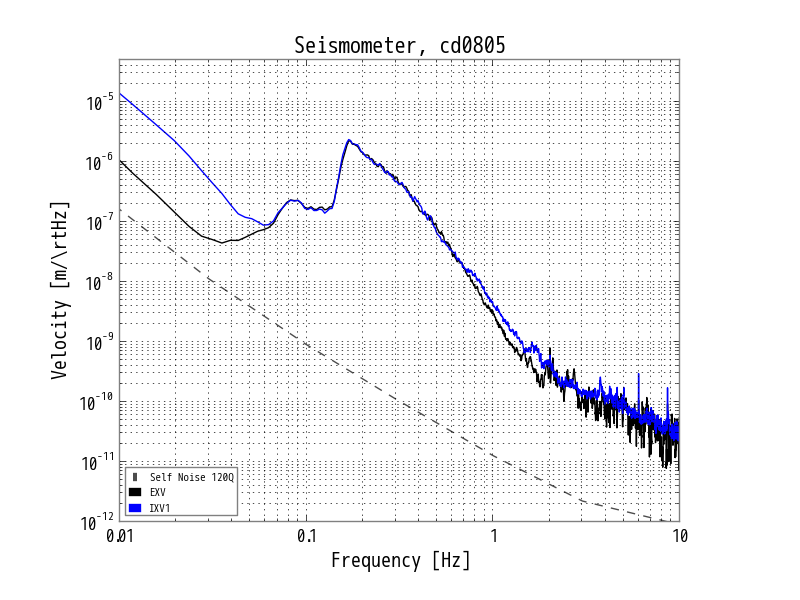 Seismometer, cd0805
Velocity [m/\rtHz]
10-5
10-6
10-7
10-8
10-9
10-10
10-11
10-12
Self Noise 120Q
EXV
IXV1
0.01 0.1 1 10
Frequency [Hz]